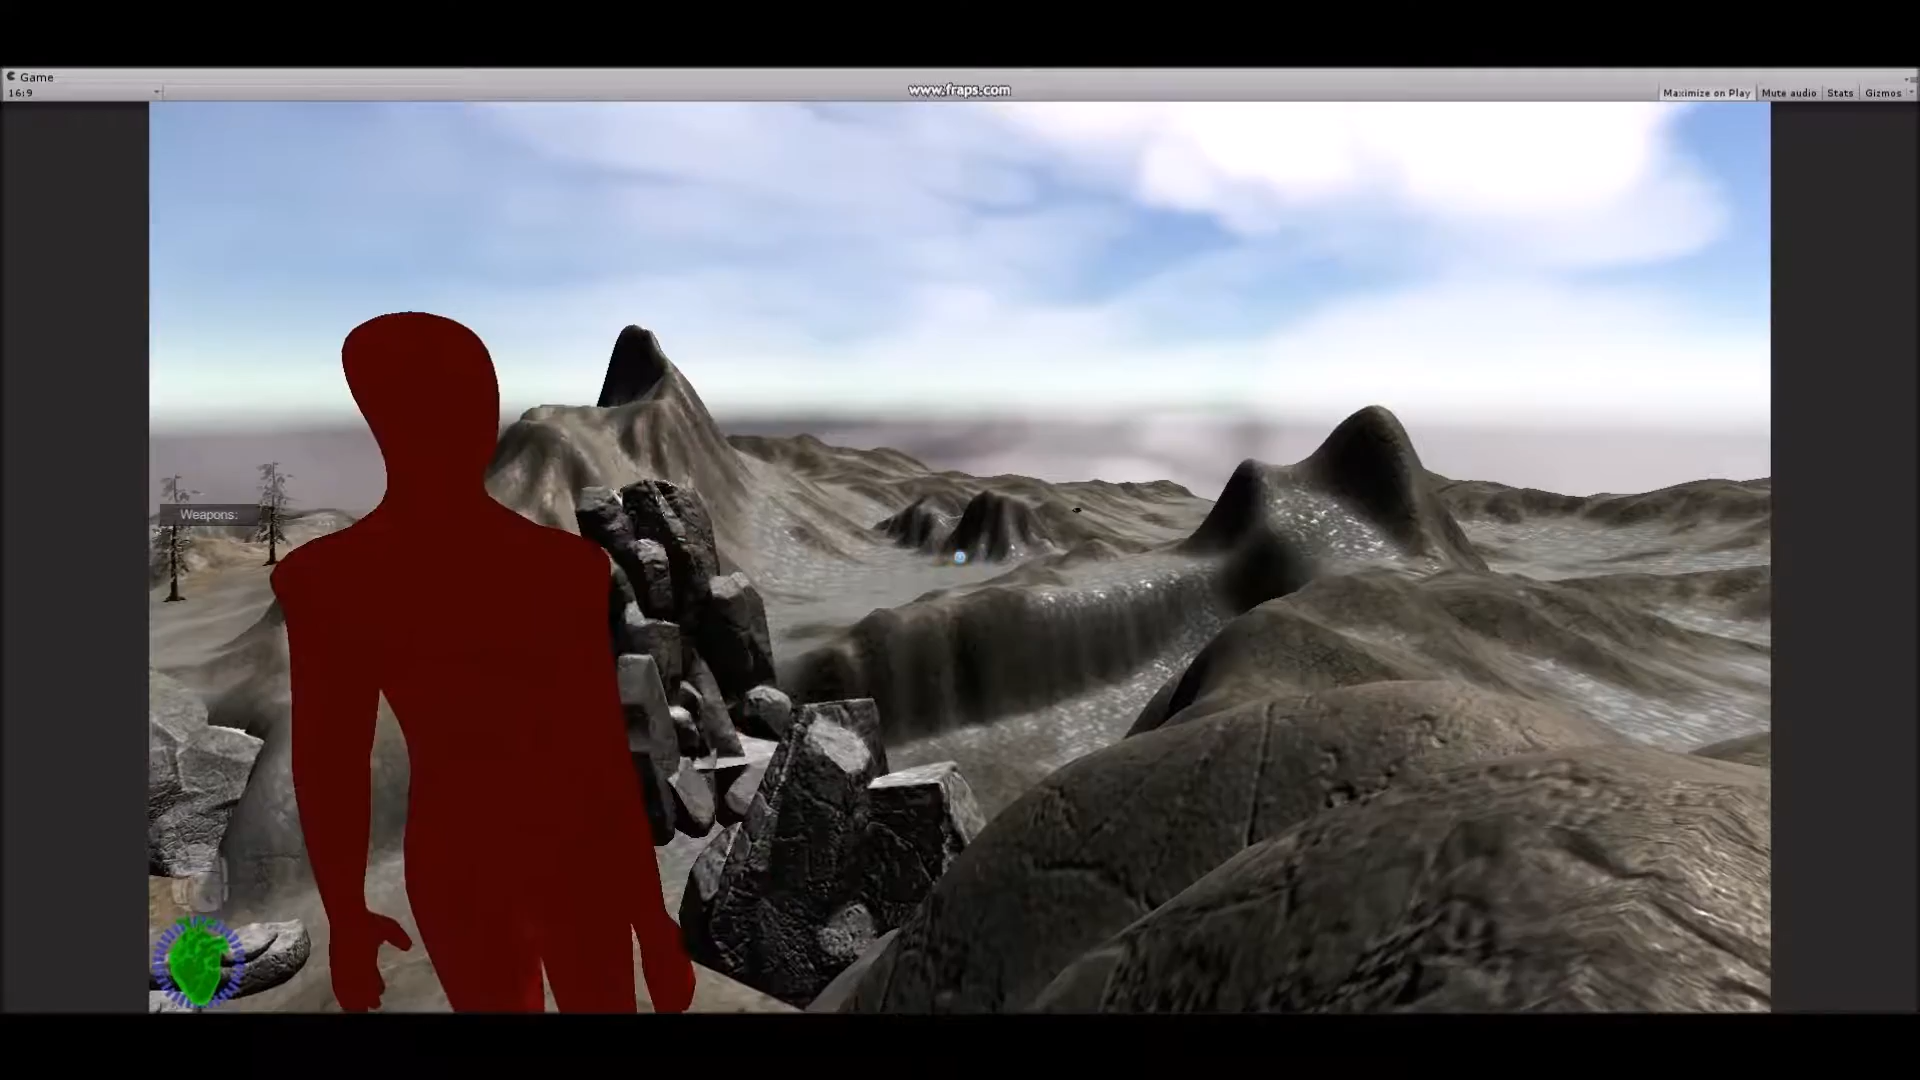 Game
16:9
www.fraps.com
Maximize on Play
Mute audio
Stats
Gizmos
Weapons: